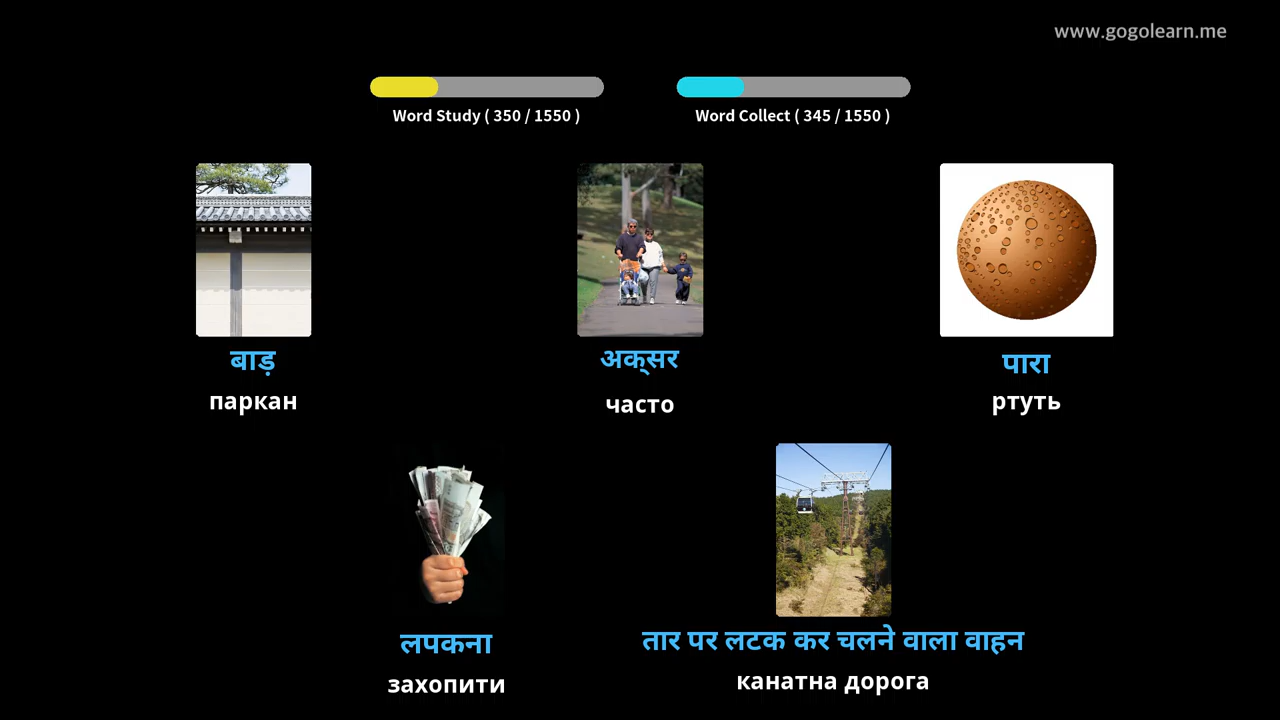 www.gogolearn.me
Word Study ( 350 / 1550 )
Word Collect ( 345 / 1550 )
बाड़
паркан
अक्सर
часто
पारा
ртуть
लपकना
захопити
तार पर लटक कर चलने वाला वाहन
канатна дорога